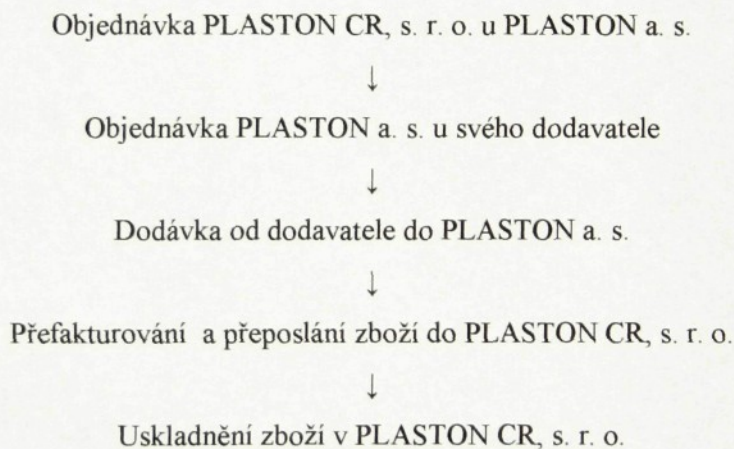 Objednávka PLASTON CR, s. r. o. u PLASTON a. s.
↓
Objednávka PLASTON a. s. u svého dodavatele
↓
Dodávka od dodavatele do PLASTON a. s.
↓
Přefakturování a přeposlání zboží do PLASTON CR, s. r. o.
↓
Uskladnění zboží v PLASTON CR, s. r. o.